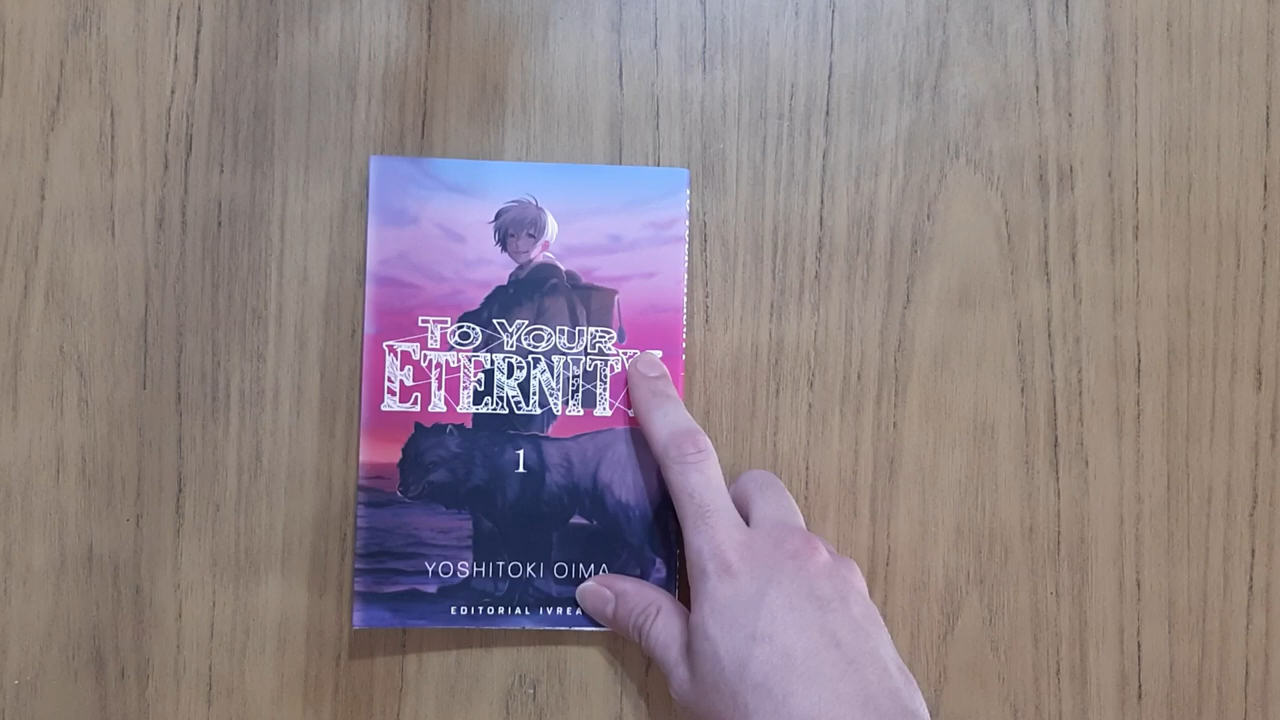 TO YOUR
ETERNITY
1
YOSHITOKI OIMA
EDITORIAL IVREA